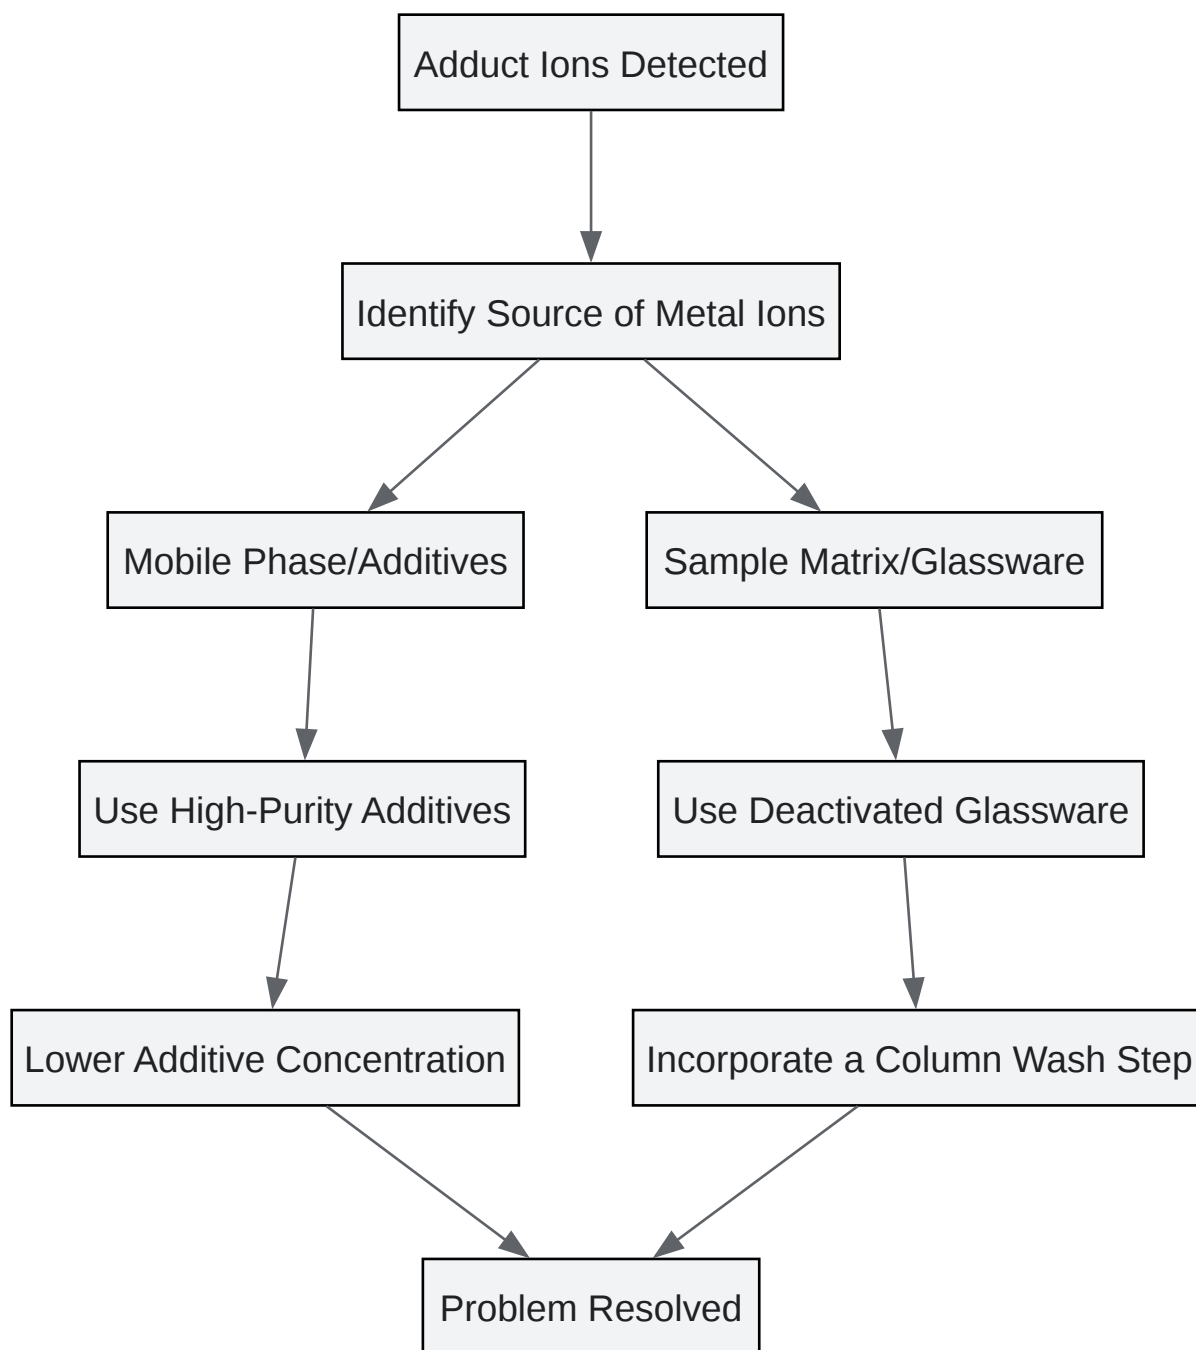 Adduct Ions Detected
Identify Source of Metal Ions
Mobile Phase/Additives
Sample Matrix/Glassware
Use High-Purity Additives
Use Deactivated Glassware
Lower Additive Concentration
Incorporate a Column Wash Step
Problem Resolved